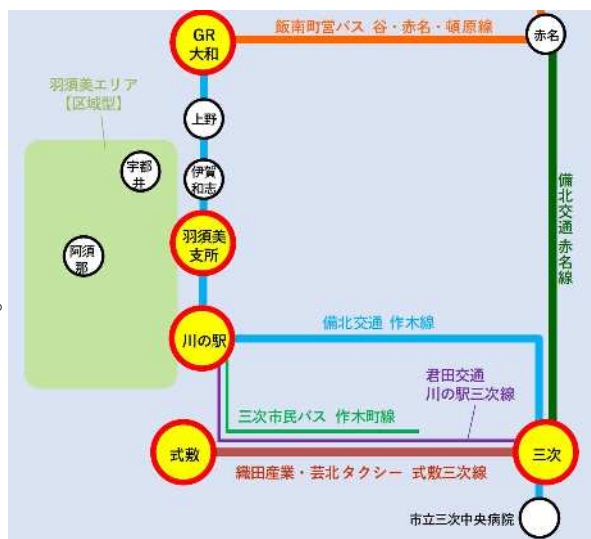 GR
大和
飯南町営バス 谷・赤名・頓原線
赤名
羽須美エリア
【区域型】
上野
宇都
井
伊賀
和志
備北交通 赤名線
羽須美
支所
阿須
那
川の駅
備北交通 作木線
君田交通
川の駅三次線
三次市民バス 作木町線
式敷
三次
織田産業・芸北タクシー 式敷三次線
市立三次中央病院